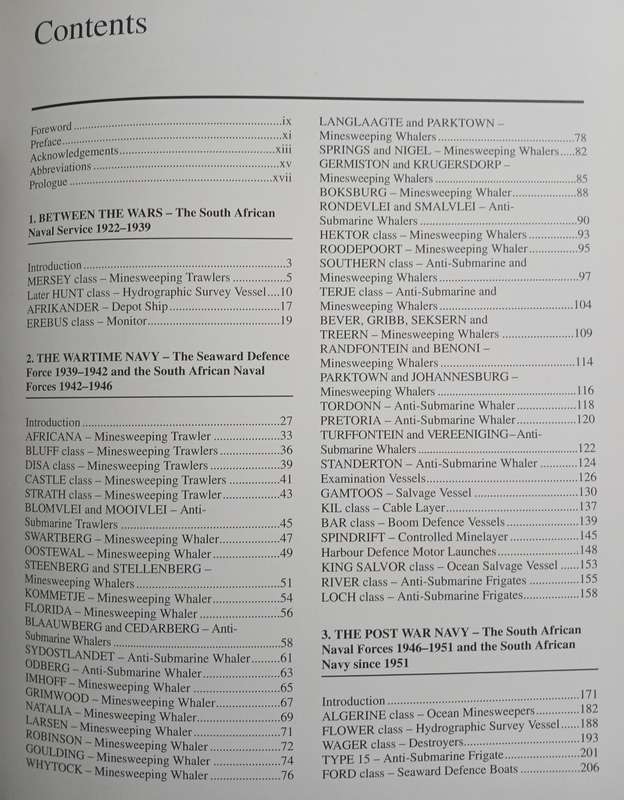 Contents
Foreword ........ix
Preface........xi
Acknowledgements........xiii
Abbreviations ........xv
Prologue ........xvii
1. BETWEEN THE WARS – The South African
Naval Service 1922–1939
Introduction ........3
MERSEY class – Minesweeping Trawlers ........5
Later HUNT class – Hydrographic Survey Vessel....10
AFRIKANDER – Depot Ship........17
EREBUS class – Monitor........19
2. THE WARTIME NAVY – The Seaward Defence
Force 1939–1942 and the South African Naval
Forces 1942–1946
Introduction ........27
AFRICANA – Minesweeping Trawler ........33
BLUFF class – Minesweeping Trawlers........36
DISA class – Minesweeping Trawlers........39
CASTLE class – Minesweeping Trawlers ........41
STRATH class – Minesweeping Trawler........43
BLOMVLEI and MOOIVLEI – Anti-
Submarine Trawlers ........45
SWARTBERG – Minesweeping Whaler........47
OOSTEWAL – Minesweeping Whaler........49
STEENBERG and STELLENBERG –
Minesweeping Whalers........51
KOMMETJE – Minesweeping Whaler........54
FLORIDA – Minesweeping Whaler ........56
BLAAUWBERG and CEDARBERG – Anti-
Submarine Whalers ........58
SYDOSTLANDET – Anti-Submarine Whaler........61
ODBERG – Anti-Submarine Whaler........63
IMHOFF – Minesweeping Whaler ........65
GRIMWOOD – Minesweeping Whaler........67
NATALIA – Minesweeping Whaler........69
LARSEN – Minesweeping Whaler ........71
ROBINSON – Minesweeping Whaler........72
GOULDING – Minesweeping Whaler ........74
WHYTOCK – Minesweeping Whaler ........76
LANGLAAGTE and PARKTOWN –
Minesweeping Whalers........78
SPRINGS and NIGEL – Minesweeping Whalers.....82
GERMISTON and KRUGERSDORP –
Minesweeping Whalers ........85
BOKSBURG – Minesweeping Whaler........88
RONDEVLEI and SMALVLEI – Anti-
Submarine Whalers ........90
HEKTOR class – Minesweeping Whalers........93
ROODEPOORT – Minesweeping Whaler........95
SOUTHERN class – Anti-Submarine and
Minesweeping Whalers........97
TERJE class – Anti-Submarine and
Minesweeping Whalers ........104
BEVER, GRIBB, SEKSERN and
TREERN – Minesweeping Whalers ........109
RANDFONTEIN and BENONI –
Minesweeping Whalers ........114
PARKTOWN and JOHANNESBURG –
Minesweeping Whalers ........116
TORDONN – Anti-Submarine Whaler ........118
PRETORIA – Anti-Submarine Whaler ........120
TURFFONTEIN and VEREENIGING–Anti-
Submarine Whalers ........122
STANDERTON – Anti-Submarine Whaler ........124
Examination Vessels........126
GAMTOOS – Salvage Vessel ........130
KIL class – Cable Layer........137
BAR class – Boom Defence Vessels........139
SPINDRIFT – Controlled Minelayer ........145
Harbour Defence Motor Launches........148
KING SALVOR class – Ocean Salvage Vessel ......153
RIVER class – Anti-Submarine Frigates ........155
LOCH class – Anti-Submarine Frigates........158
3. THE POST WAR NAVY – The South African
Naval Forces 1946–1951 and the South African
Navy since 1951
Introduction ........171
ALGERINE class – Ocean Minesweepers........182
FLOWER class – Hydrographic Survey Vessel......188
WAGER class – Destroyers........193
TYPE 15 – Anti-Submarine Frigate........201
FORD class – Seaward Defence Boats ........206